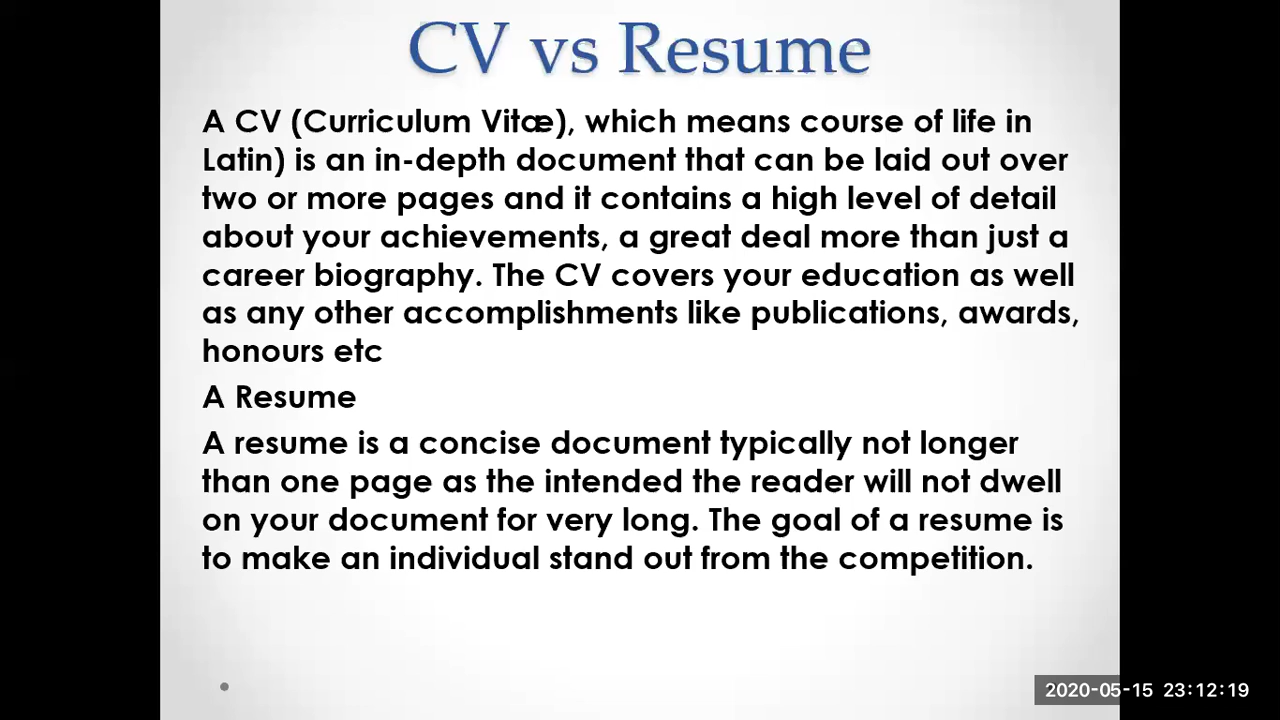 CV vs Resume
A CV (Curriculum Vitæ), which means course of life in
Latin) is an in-depth document that can be laid out over
two or more pages and it contains a high level of detail
about your achievements, a great deal more than just a
career biography. The CV covers your education as well
as any other accomplishments like publications, awards,
honours etc
A Resume
A resume is a concise document typically not longer
than one page as the intended the reader will not dwell
on your document for very long. The goal of a resume is
to make an individual stand out from the competition.
2020-05-15 23:12:19